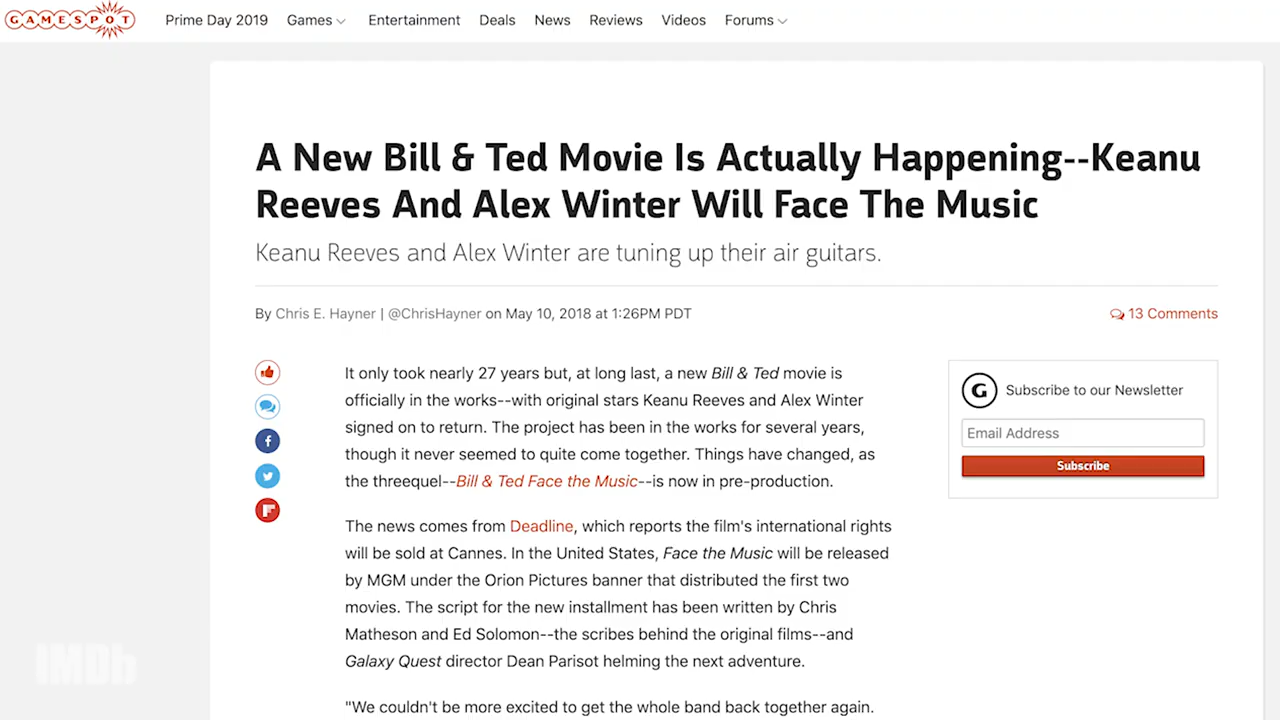 GAMESPOT Prime Day 2019 Games Entertainment Deals News Reviews Videos Forums
A New Bill & Ted Movie Is Actually Happening--Keanu
Reeves And Alex Winter Will Face The Music
Keanu Reeves and Alex Winter are tuning up their air guitars.
By Chris E. Hayner | @ChrisHayner on May 10, 2018 at 1:26PM PDT
13 Comments
It only took nearly 27 years but, at long last, a new Bill & Ted movie is
officially in the works--with original stars Keanu Reeves and Alex Winter
signed on to return. The project has been in the works for several years,
though it never seemed to quite come together. Things have changed, as
the threequel--Bill & Ted Face the Music--is now in pre-production.
The news comes from Deadline, which reports the film's international rights
will be sold at Cannes. In the United States, Face the Music will be released
by MGM under the Orion Pictures banner that distributed the first two
movies. The script for the new installment has been written by Chris
Matheson and Ed Solomon--the scribes behind the original films--and
Galaxy Quest director Dean Parisot helming the next adventure.
"We couldn't be more excited to get the whole band back together again.
G Subscribe to our Newsletter
Email Address
Subscribe
IMDb